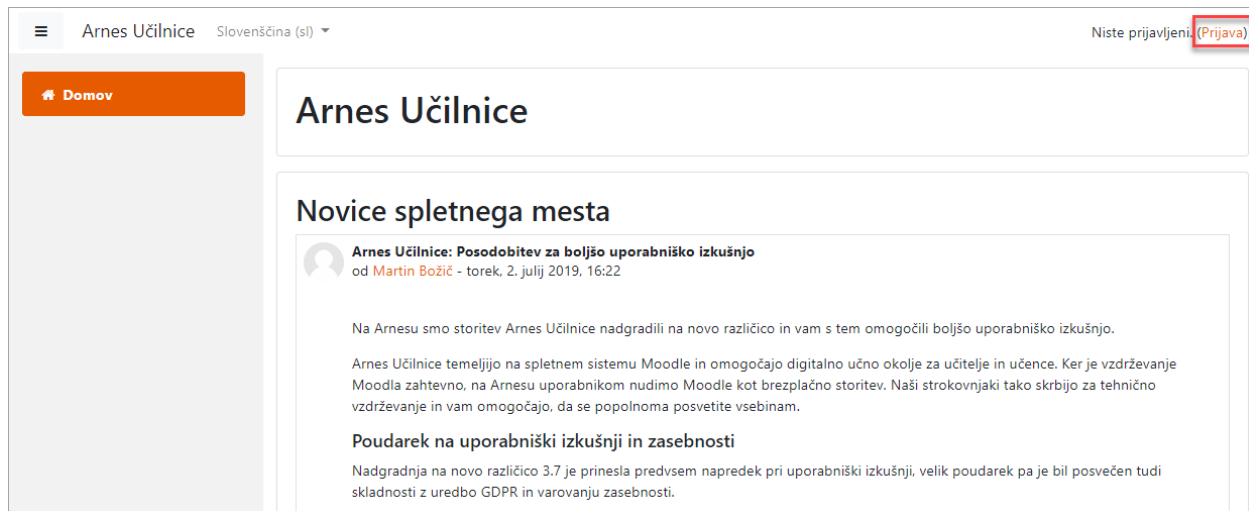 Arnes Učilnice Slovenščina (sl)
Niste prijavljeni. (Prijava)
Domov
Arnes Učilnice
Novice spletnega mesta
Arnes Učilnice: Posodobitev za boljšo uporabniško izkušnjo
od Martin Božič - torek, 2. julij 2019, 16:22
Na Arnesu smo storitev Arnes Učilnice nadgradili na novo različico in vam s tem omogočili boljšo uporabniško izkušnjo.
Arnes Učilnice temeljijo na spletnem sistemu Moodle in omogočajo digitalno učno okolje za učitelje in učence. Ker je vzdrževanje
Moodla zahtevno, na Arnesu uporabnikom nudimo Moodle kot brezplačno storitev. Naši strokovnjaki tako skrbijo za tehnično
vzdrževanje in vam omogočajo, da se popolnoma posvetite vsebinam.
Poudarek na uporabniški izkušnji in zasebnosti
Nadgradnja na novo različico 3.7 je prinesla predvsem napredek pri uporabniški izkušnji, velik poudarek pa je bil posvečen tudi
skladnosti z uredbo GDPR in varovanju zasebnosti.